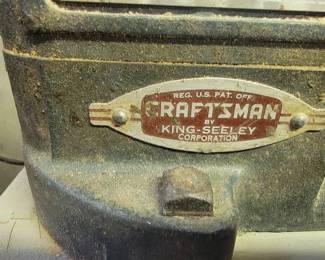 REG. U.S. PAT. OFF.
CRAFTSMAN
BY
KING-SEELEY
CORPORATION